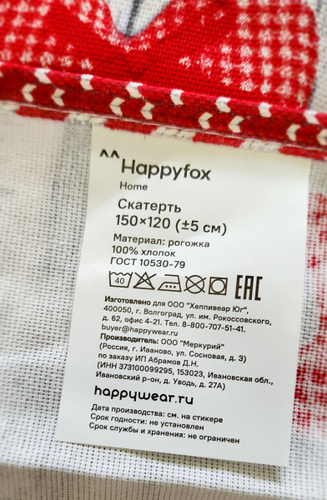 ^^Happyfox
Home
Скатерть
150×120 (±5 см)
Материал: рогожка
100% хлопок
ГОСТ 10530-79
40 EAC
Изготовлено для ООО "Хеппивеар Юг",
400050, г. Волгоград, ул. им. Рокоссовского,
д. 62, офис 4-21. Тел. 8-800-707-51-41.
buyer@happywear.ru
Производитель: ООО "Меркурий"
(Россия, г. Иваново, ул. Сосновая, д. 3)
по заказу ИП Абрамов Д.Н.
(ИНН 373100099295, 153023, Ивановская обл.,
Ивановский р-он, д. Уводь, д. 27А)
happywear.ru
Дата производства: см. на стикере
Срок годности: не установлен
Срок службы и хранения: не ограничен